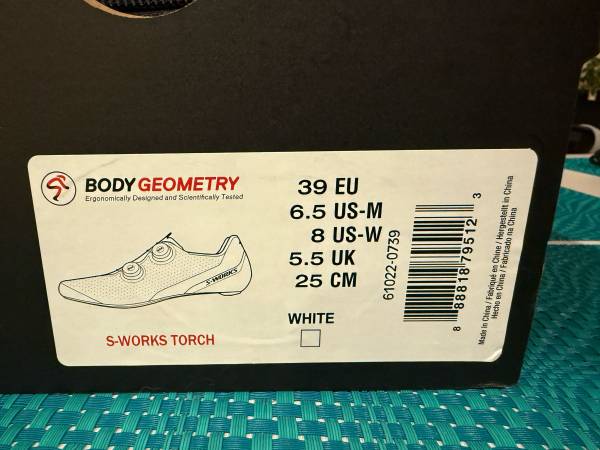 BODY GEOMETRY
Ergonomically Designed and Scientifically Tested
S-WORKS
S-WORKS TORCH
39 EU
6.5 US-M
8 US-W
5.5 UK
25 CM
WHITE
61022-0739
8 88818 79512 3
Made in China / Fabriqué en Chine / Hergestellt in China
Hecho en China / Fabricado na China